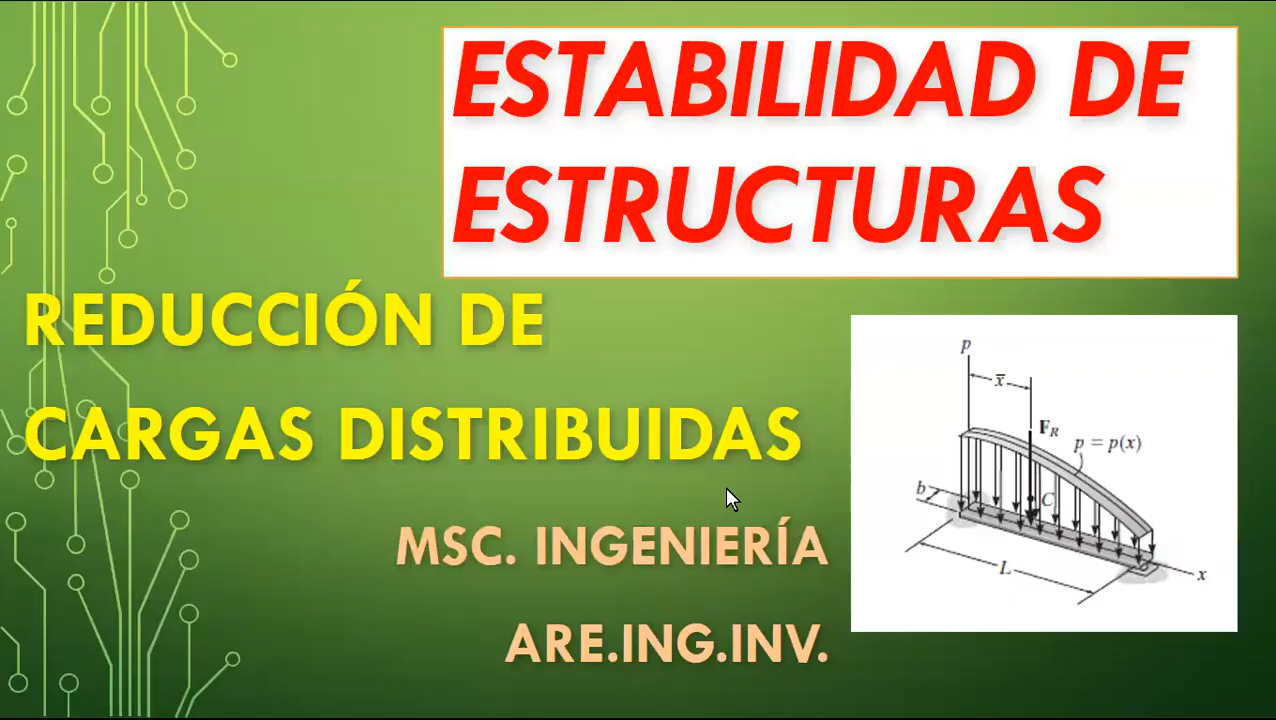 ESTABILIDAD DE
ESTRUCTURAS
REDUCCIÓN DE
CARGAS DISTRIBUIDAS
MSC. INGENIERÍA
ARE.ING.INV.
p
x̅
F_R
p = p(x)
b
C
L
x